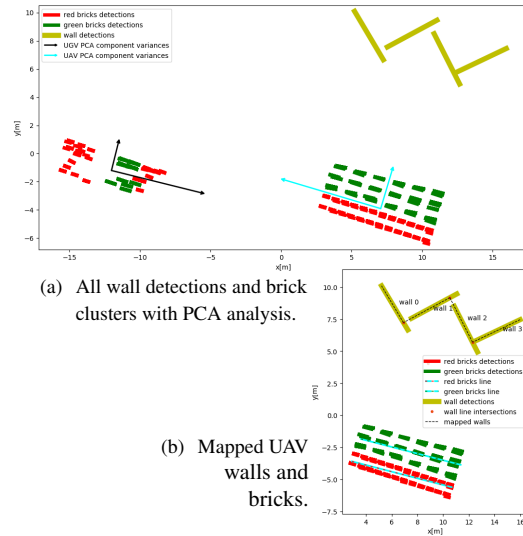 10
8
6
4
2
0
−2
−4
−6
y[m]
−15
−10
−5
0
5
10
15
x[m]
red bricks detections
green bricks detections
wall detections
UGV PCA component variances
UAV PCA component variances
(a) All wall detections and brick
clusters with PCA analysis.
10.0
7.5
5.0
2.5
0.0
−2.5
−5.0
−7.5
y[m]
wall 0
wall 1
wall 2
wall 3
red bricks detections
green bricks detections
red bricks line
green bricks line
wall detections
wall line intersections
mapped walls
4
6
8
10
12
14
16
x[m]
(b) Mapped UAV
walls and
bricks.